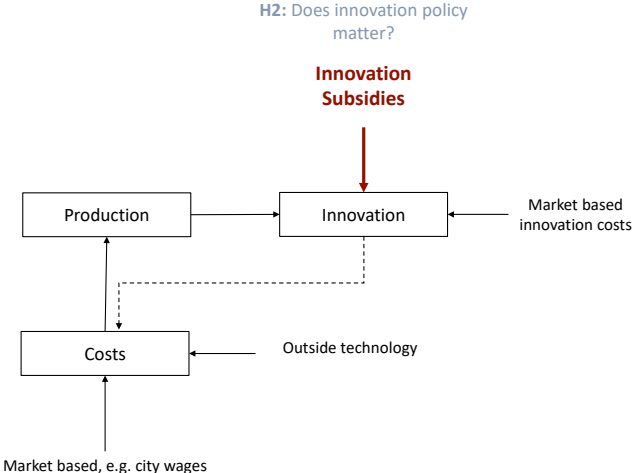 H2: Does innovation policy
matter?
Innovation
Subsidies
Production
Innovation
Market based
innovation costs
Costs
Outside technology
Market based, e.g. city wages